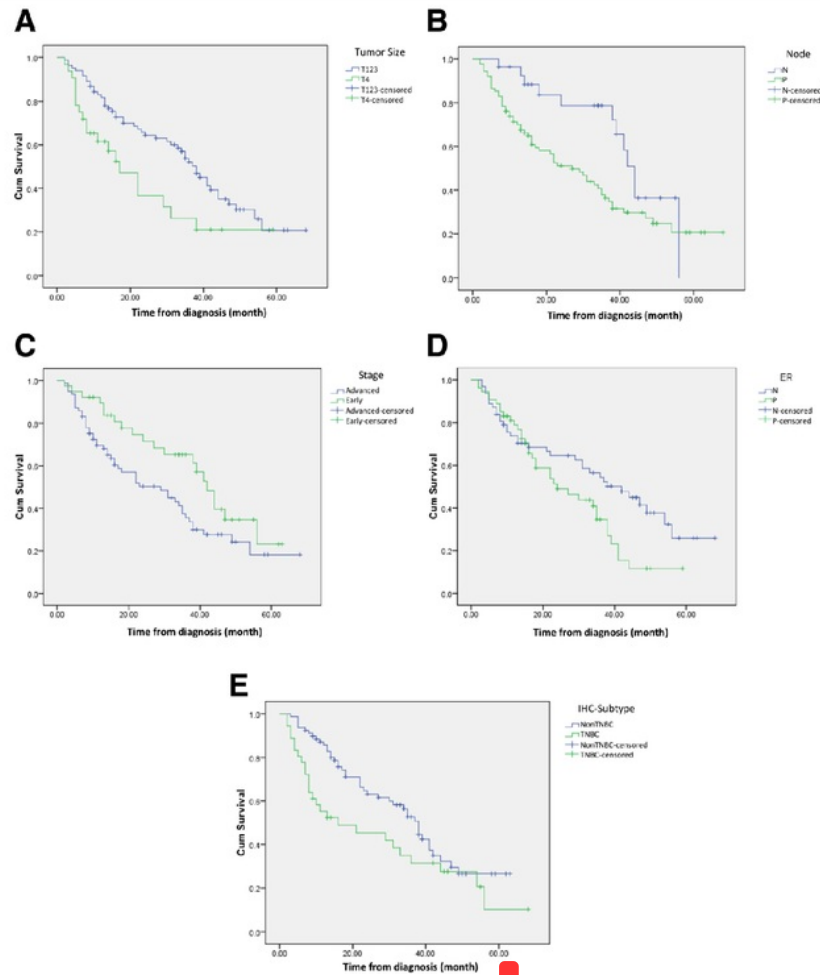 A
Tumor Size
T123
T4
T123-censored
T4-censored
Cum Survival
1.0
0.8
0.6
0.4
0.2
0.0
0.00
20.00
40.00
60.00
Time from diagnosis (month)
B
Node
N
P
N-censored
P-censored
Cum Survival
1.0
0.8
0.6
0.4
0.2
0.0
0.00
20.00
40.00
60.00
Time from diagnosis (month)
C
Stage
Advanced
Early
Advanced-censored
Early-censored
Cum Survival
1.0
0.8
0.6
0.4
0.2
0.0
0.00
20.00
40.00
60.00
Time from diagnosis (month)
D
ER
N
P
N-censored
P-censored
Cum Survival
1.0
0.8
0.6
0.4
0.2
0.0
0.00
20.00
40.00
60.00
Time from diagnosis (month)
E
IHC-Subtype
NonTNBC
TNBC
NonTNBC-censored
TNBC-censored
Cum Survival
1.0
0.8
0.6
0.4
0.2
0.0
0.00
20.00
40.00
60.00
Time from diagnosis (month)